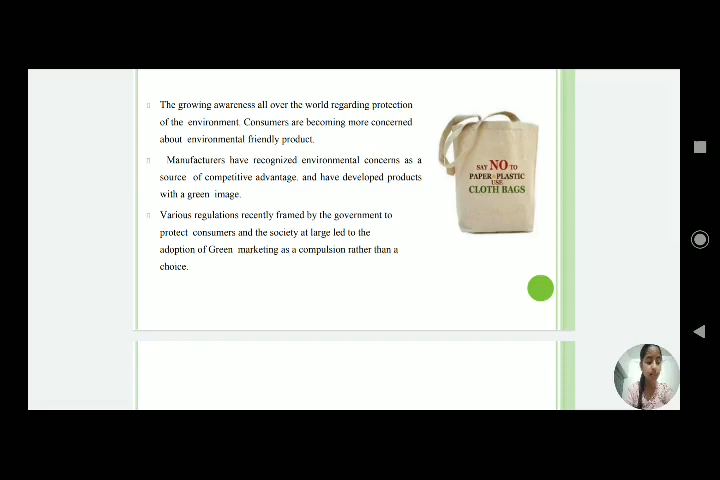 The growing awareness all over the world regarding protection
of the environment. Consumers are becoming more concerned
about environmental friendly product.
Manufacturers have recognized environmental concerns as a
source of competitive advantage. and have developed products
with a green image.
Various regulations recently framed by the government to
protect consumers and the society at large led to the
adoption of Green marketing as a compulsion rather than a
choice.
SAY NO TO
PAPER & PLASTIC
USE
CLOTH BAGS